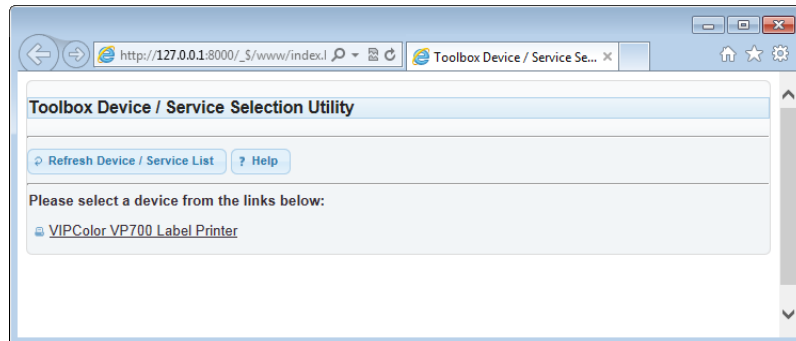 http://127.0.0.1:8000/_S/www/index.l
Toolbox Device / Service Se...
Toolbox Device / Service Selection Utility
Refresh Device / Service List
? Help
Please select a device from the links below:
VIPColor VP700 Label Printer